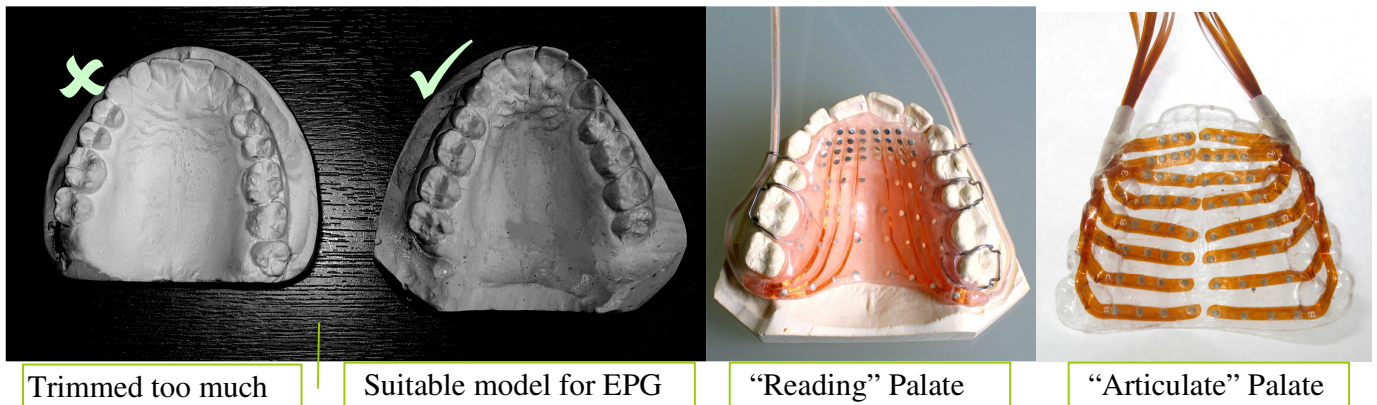 Trimmed too much
Suitable model for EPG
“Reading” Palate
“Articulate” Palate